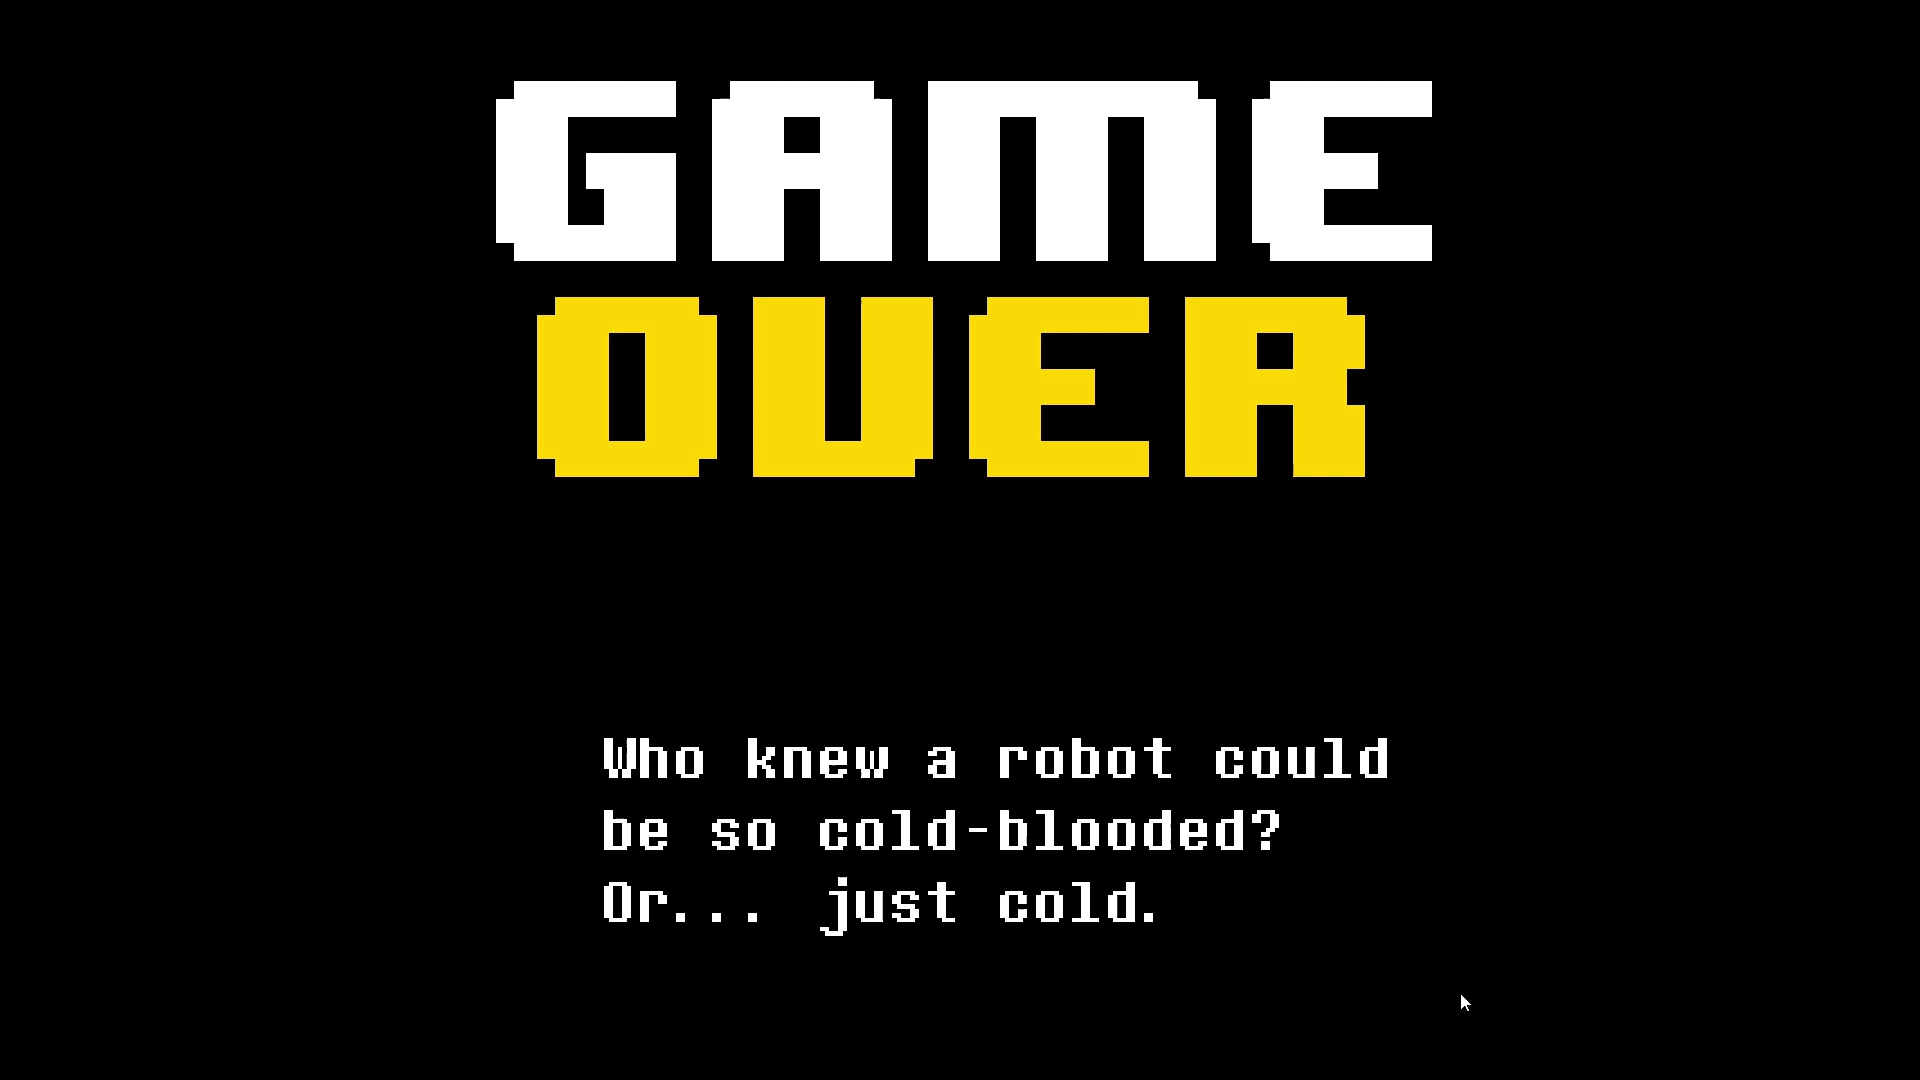 GAME
OVER
Who knew a robot could
be so cold-blooded?
Or... just cold.